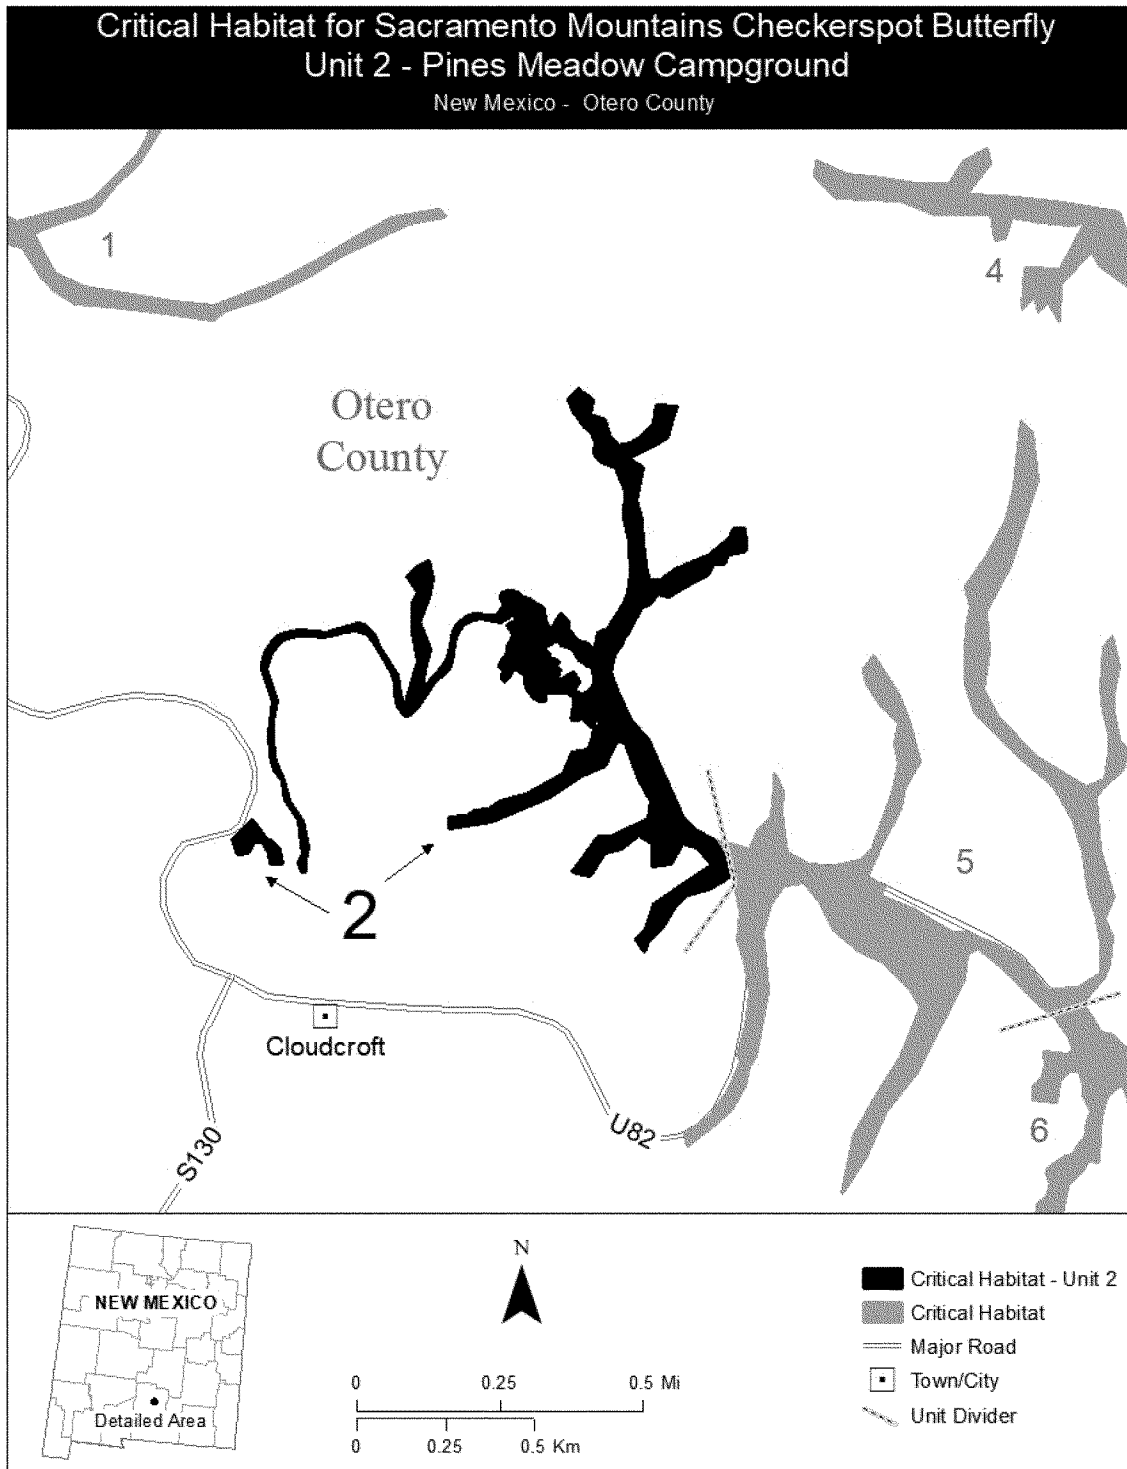 Critical Habitat for Sacramento Mountains Checkerspot Butterfly
Unit 2 - Pines Meadow Campground
New Mexico - Otero County
1
4
Otero
County
5
2
Cloudcroft
S130
U82
6
NEW MEXICO
Detailed Area
N
0 0.25 0.5 Mi
0 0.25 0.5 Km
Critical Habitat - Unit 2
Critical Habitat
Major Road
Town/City
Unit Divider